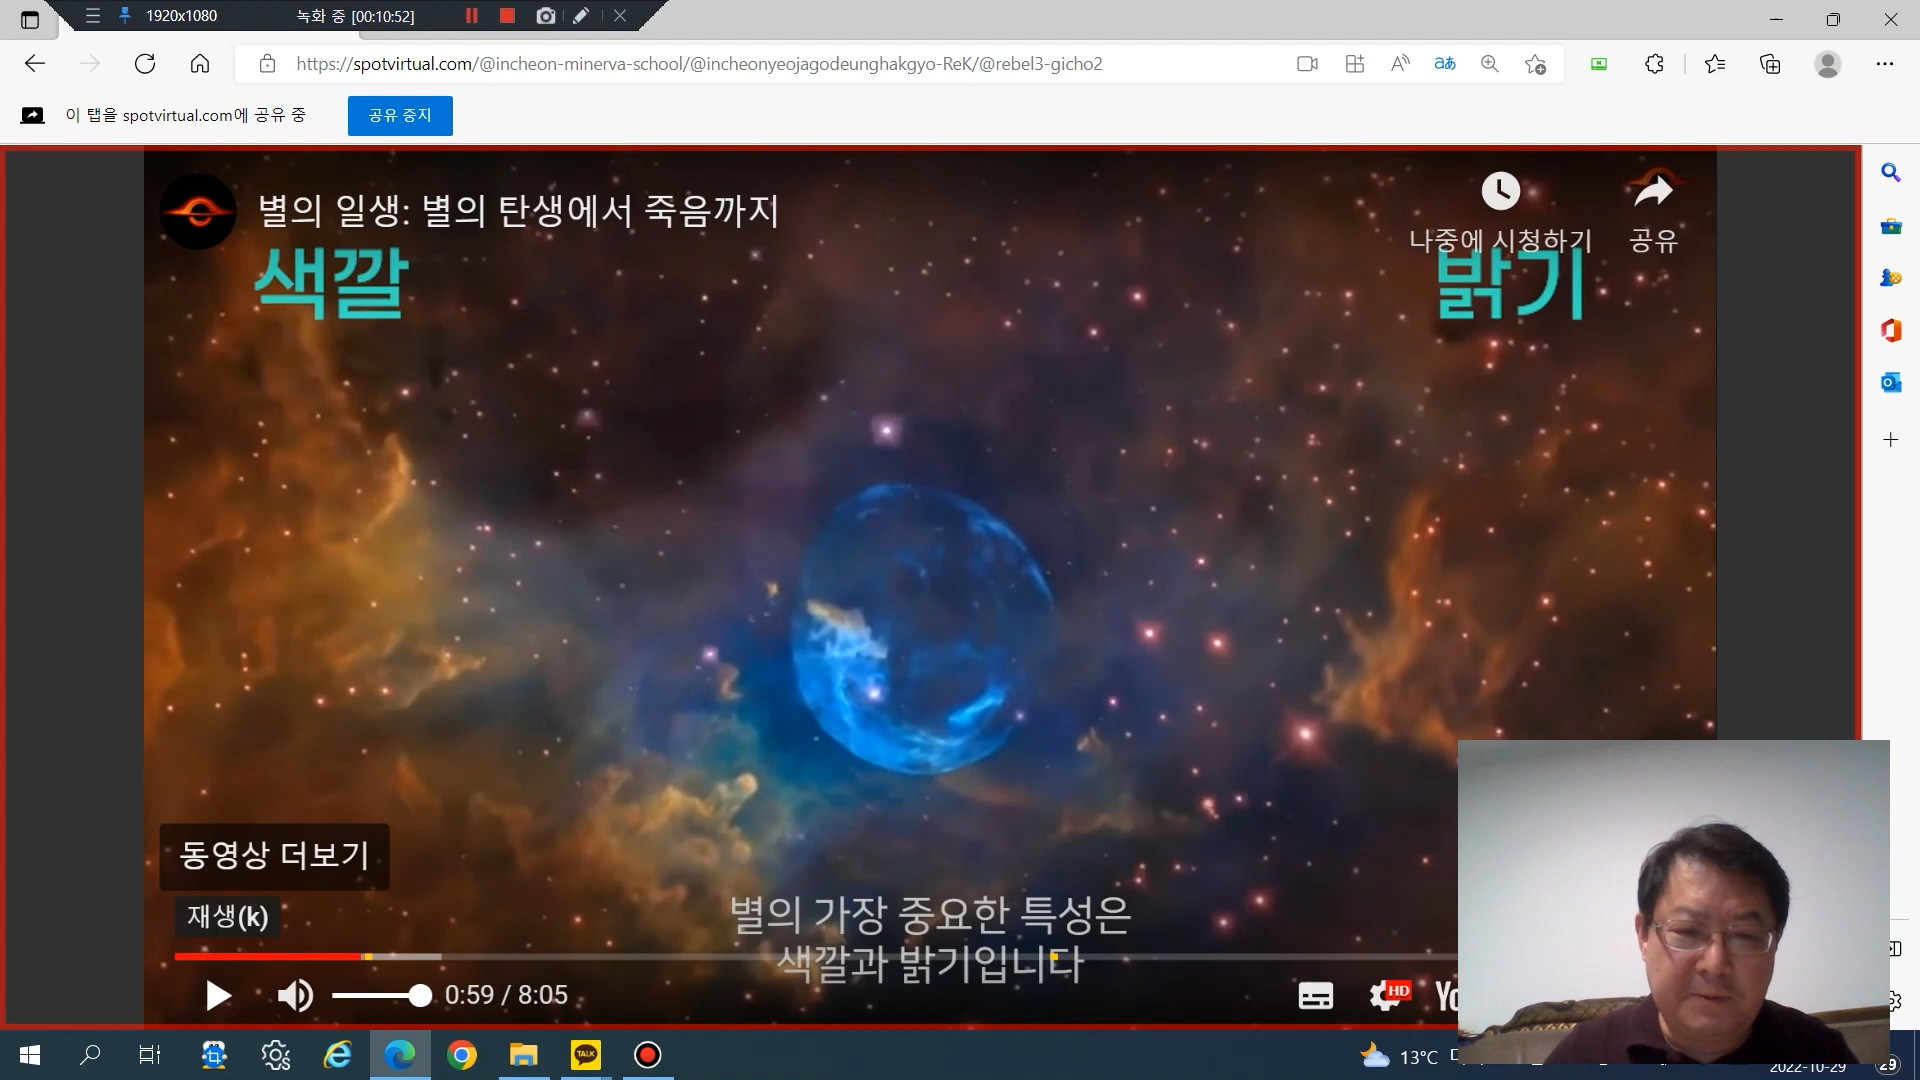 1920x1080
녹화 중 [00:10:52]
https://spotvirtual.com/@incheon-minerva-school/@incheonyeojagodeunghakgyo-ReK/@rebel3-gicho2
이 탭을 spotvirtual.com에 공유 중
공유 중지
별의 일생: 별의 탄생에서 죽음까지
나중에 시청하기
공유
색깔
밝기
동영상 더보기
재생(k)
별의 가장 중요한 특성은
색깔과 밝기입니다
0:59 / 8:05
HD
TALK
13°C
2022-10-29
29